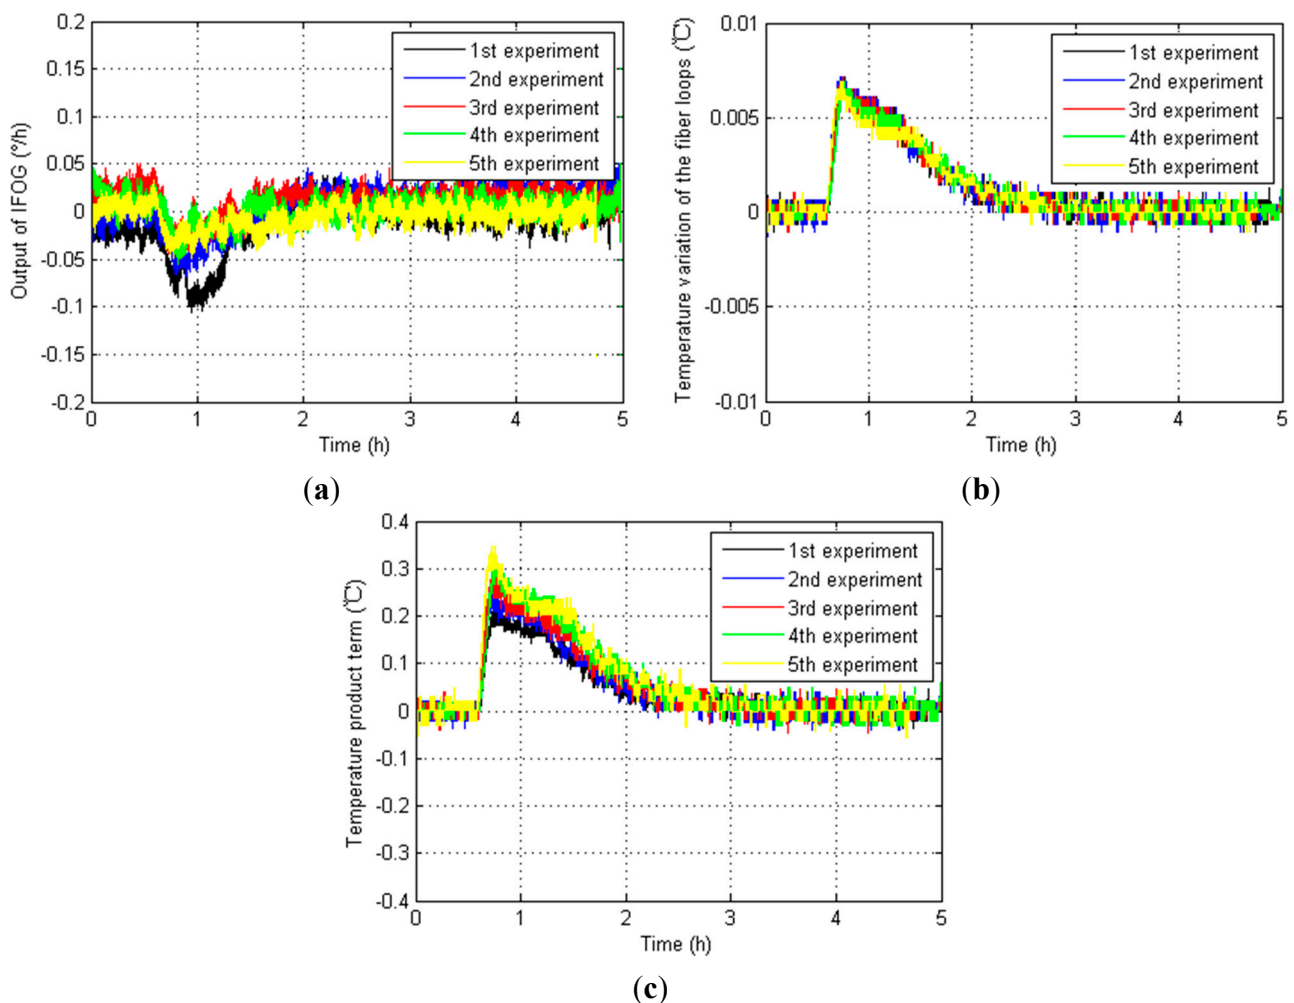 0.2
0.15
0.1
0.05
0
-0.05
-0.1
-0.15
-0.2
Output of IFOG (°/h)
1st experiment
2nd experiment
3rd experiment
4th experiment
5th experiment
0 1 2 3 4 5
Time (h)
(a)
0.01
0.005
0
-0.005
-0.01
Temperature variation of the fiber loops (℃)
1st experiment
2nd experiment
3rd experiment
4th experiment
5th experiment
0 1 2 3 4 5
Time (h)
(b)
0.4
0.3
0.2
0.1
0
-0.1
-0.2
-0.3
-0.4
Temperature product term (℃)
1st experiment
2nd experiment
3rd experiment
4th experiment
5th experiment
0 1 2 3 4 5
Time (h)
(c)